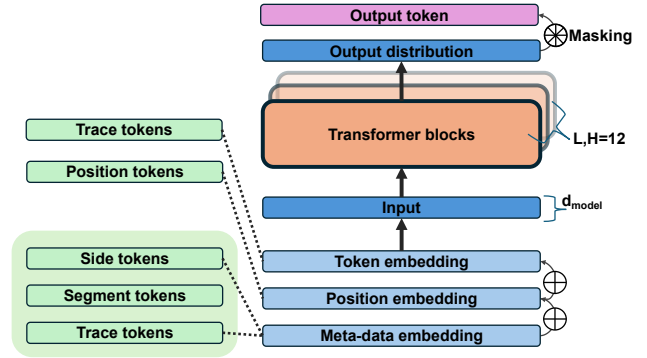 Output token
Masking
Output distribution
Transformer blocks
L,H=12
Trace tokens
Position tokens
Input
d_model
Side tokens
Segment tokens
Trace tokens
Token embedding
Position embedding
Meta-data embedding